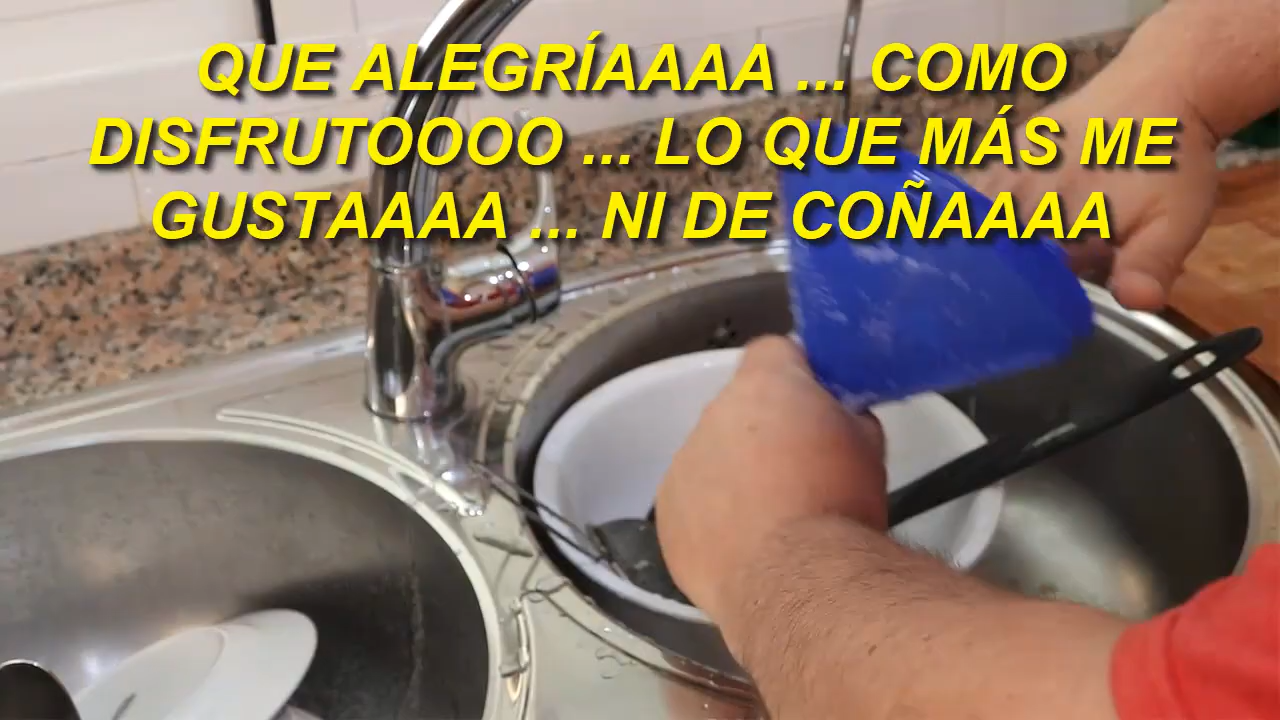 QUE ALEGRÍAAAA ... COMO
DISFRUTOOOO ... LO QUE MÁS ME
GUSTAAAA ... NI DE COÑAAAA